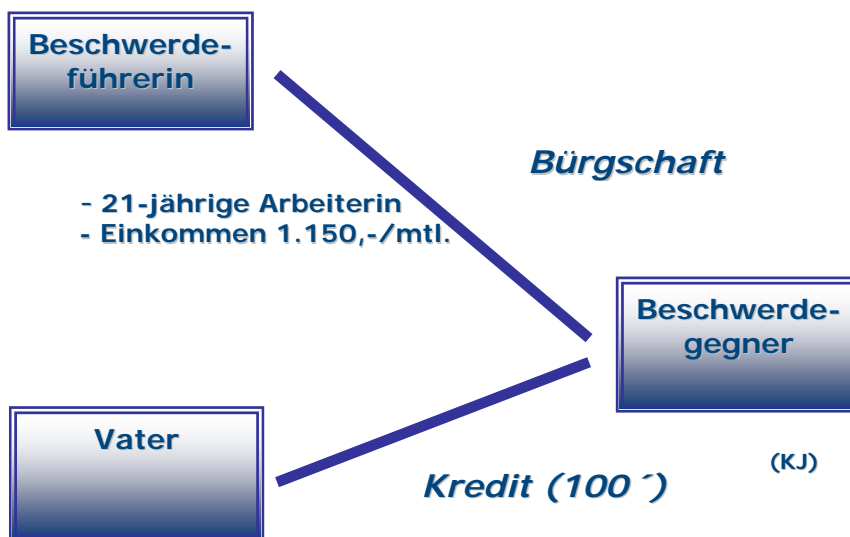 Beschwerde-
führerin
Bürgschaft
- 21-jährige Arbeiterin
- Einkommen 1.150,-/mtl.
Beschwerde-
gegner
Vater
(KJ)
Kredit (100 ´)